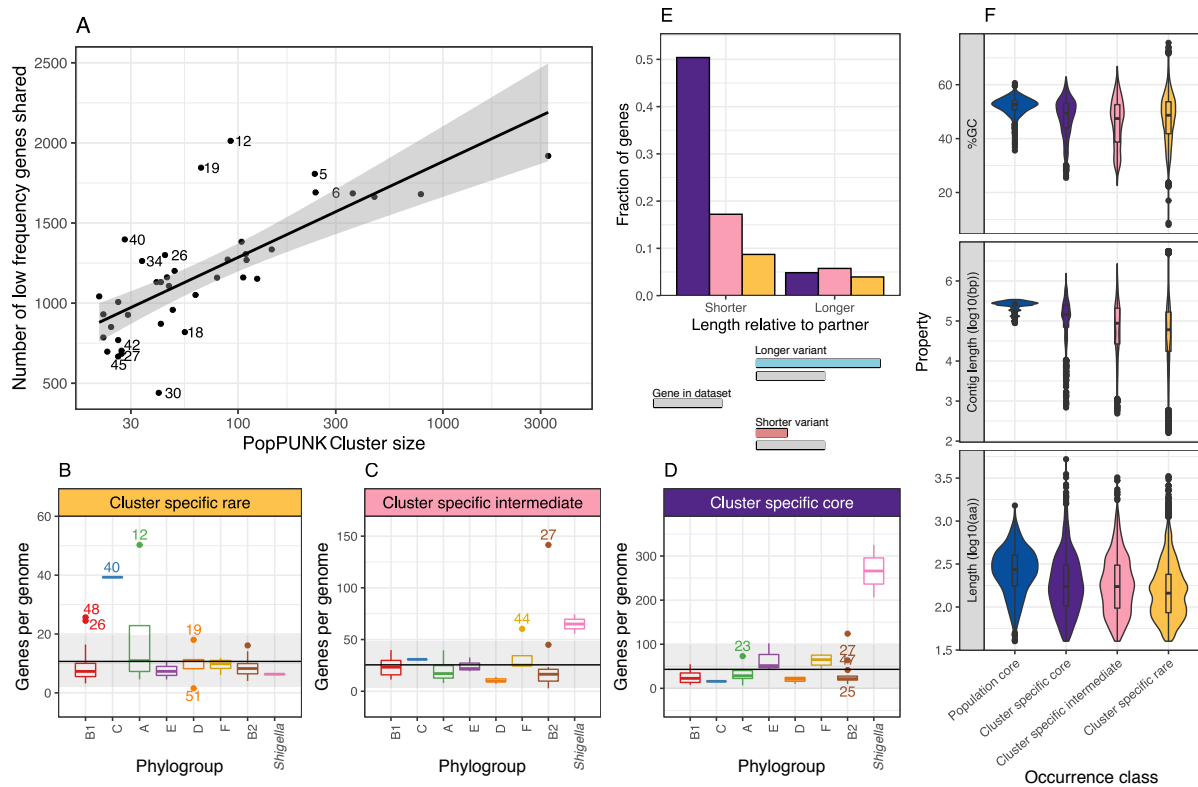 A
Number of low frequency genes shared
2500
2000
1500
1000
500
12
19
5
6
40
26
34
18
42
27
45
30
30
100
300
1000
3000
PopPUNK Cluster size
B
Cluster specific rare
Genes per genome
60
40
20
0
12
40
48
26
19
51
B1
C
A
E
D
F
B2
Shigella
Phylogroup
C
Cluster specific intermediate
Genes per genome
150
100
50
0
27
44
B1
C
A
E
D
F
B2
Shigella
Phylogroup
D
Cluster specific core
Genes per genome
300
200
100
0
23
27
25
B1
C
A
E
D
F
B2
Shigella
Phylogroup
E
Fraction of genes
0.5
0.4
0.3
0.2
0.1
0.0
Shorter
Longer
Length relative to partner
Longer variant
Gene in dataset
Shorter variant
F
Property
%GC
60
40
20
Contig length (log10(bp))
6
5
4
3
2
Length (log10(aa))
3.5
3.0
2.5
2.0
1.5
Population core
Cluster specific core
Cluster specific intermediate
Cluster specific rare
Occurrence class